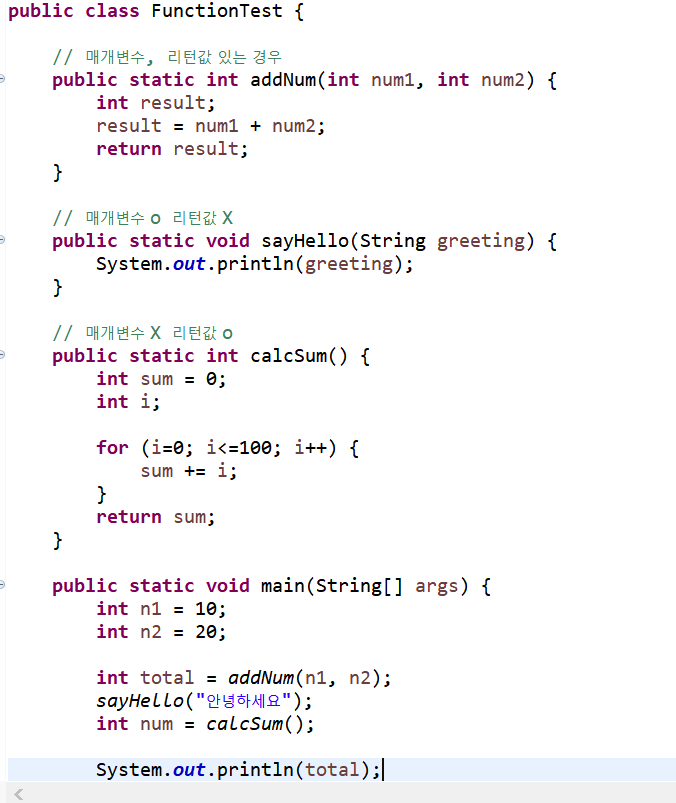 public class FunctionTest {
// 매개변수, 리턴값 있는 경우
public static int addNum(int num1, int num2) {
int result;
result = num1 + num2;
return result;
}
// 매개변수 o 리턴값 X
public static void sayHello(String greeting) {
System.out.println(greeting);
}
// 매개변수 X 리턴값 o
public static int calcSum() {
int sum = 0;
int i;
for (i=0; i<=100; i++) {
sum += i;
}
return sum;
}
public static void main(String[] args) {
int n1 = 10;
int n2 = 20;
int total = addNum(n1, n2);
sayHello("안녕하세요");
int num = calcSum();
System.out.println(total);